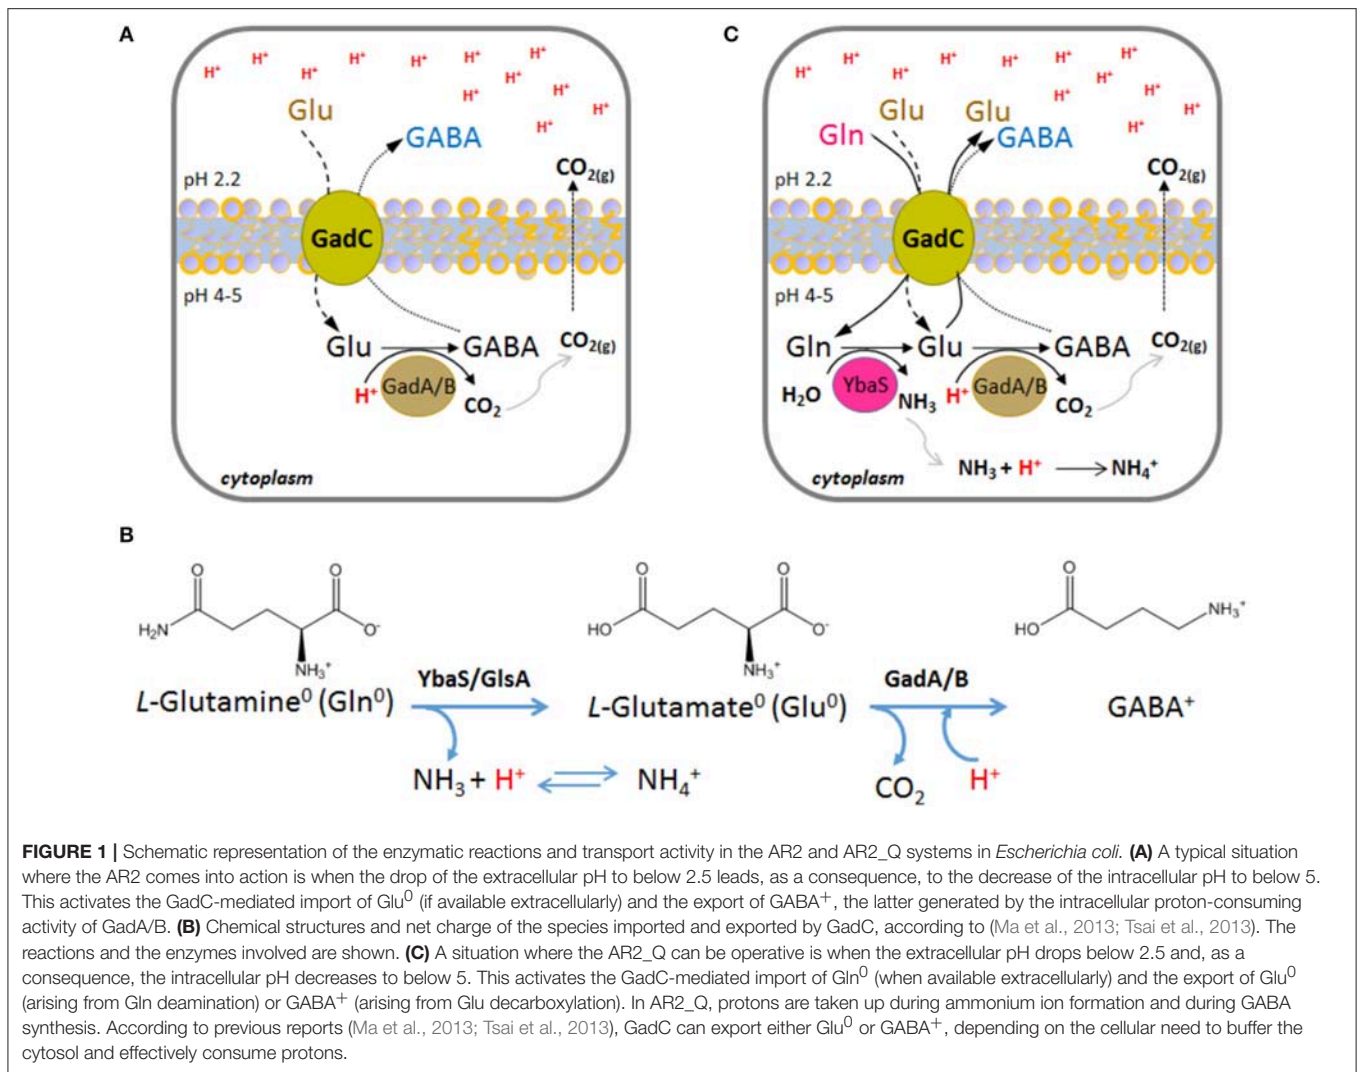 A
H⁺ H⁺ H⁺ H⁺ H⁺ H⁺ H⁺ H⁺ H⁺ H⁺ H⁺ H⁺
Glu
GABA
CO₂(g)
pH 2.2
GadC
pH 4-5
Glu
GABA
CO₂(g)
H⁺
GadA/B
CO₂
cytoplasm
C
H⁺ H⁺ H⁺ H⁺ H⁺ H⁺ H⁺ H⁺ H⁺ H⁺ H⁺ H⁺
Glu
Glu
Gln
GABA
CO₂(g)
pH 2.2
GadC
pH 4-5
Gln
Glu
GABA
CO₂(g)
H₂O
YbaS
NH₃
H⁺
GadA/B
CO₂
NH₃ + H⁺
NH₄⁺
cytoplasm
B
O O
H₂N O⁻
NH₃⁺
L-Glutamine⁰ (Gln⁰)
YbaS/GlsA
NH₃ + H⁺
NH₄⁺
O O
HO O⁻
NH₃⁺
L-Glutamate⁰ (Glu⁰)
GadA/B
CO₂
H⁺
O
HO NH₃⁺
GABA⁺
FIGURE 1 | Schematic representation of the enzymatic reactions and transport activity in the AR2 and AR2_Q systems in Escherichia coli. (A) A typical situation
where the AR2 comes into action is when the drop of the extracellular pH to below 2.5 leads, as a consequence, to the decrease of the intracellular pH to below 5.
This activates the GadC-mediated import of Glu⁰ (if available extracellularly) and the export of GABA⁺, the latter generated by the intracellular proton-consuming
activity of GadA/B. (B) Chemical structures and net charge of the species imported and exported by GadC, according to (Ma et al., 2013; Tsai et al., 2013). The
reactions and the enzymes involved are shown. (C) A situation where the AR2_Q can be operative is when the extracellular pH drops below 2.5 and, as a
consequence, the intracellular pH decreases to below 5. This activates the GadC-mediated import of Gln⁰ (when available extracellularly) and the export of Glu⁰
(arising from Gln deamination) or GABA⁺ (arising from Glu decarboxylation). In AR2_Q, protons are taken up during ammonium ion formation and during GABA
synthesis. According to previous reports (Ma et al., 2013; Tsai et al., 2013), GadC can export either Glu⁰ or GABA⁺, depending on the cellular need to buffer the
cytosol and effectively consume protons.